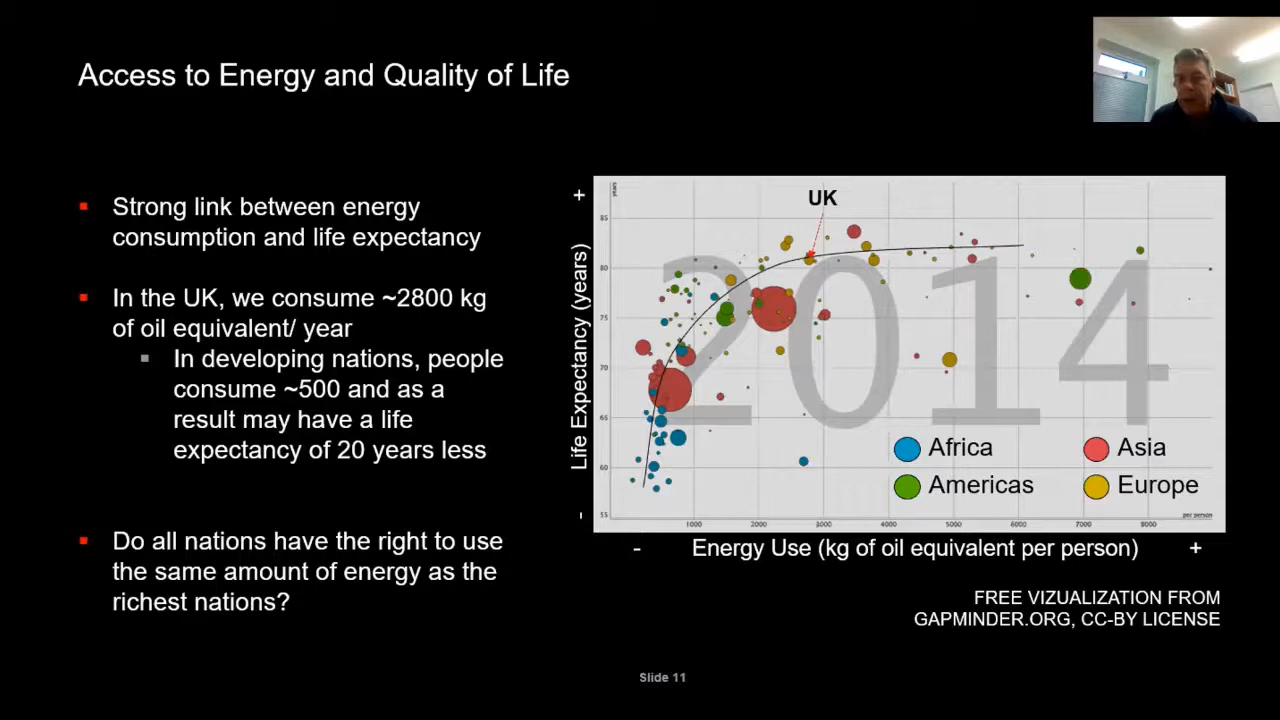 Access to Energy and Quality of Life
Strong link between energy
consumption and life expectancy
In the UK, we consume ~2800 kg
of oil equivalent/ year
In developing nations, people
consume ~500 and as a
result may have a life
expectancy of 20 years less
Do all nations have the right to use
the same amount of energy as the
richest nations?
+
Life Expectancy (years)
-
years
85
80
75
70
65
60
55
UK
2014
Africa
Asia
Americas
Europe
per person
1000 2000 3000 4000 5000 6000 7000 9000
- Energy Use (kg of oil equivalent per person) +
FREE VIZUALIZATION FROM
GAPMINDER.ORG, CC-BY LICENSE
Slide 11